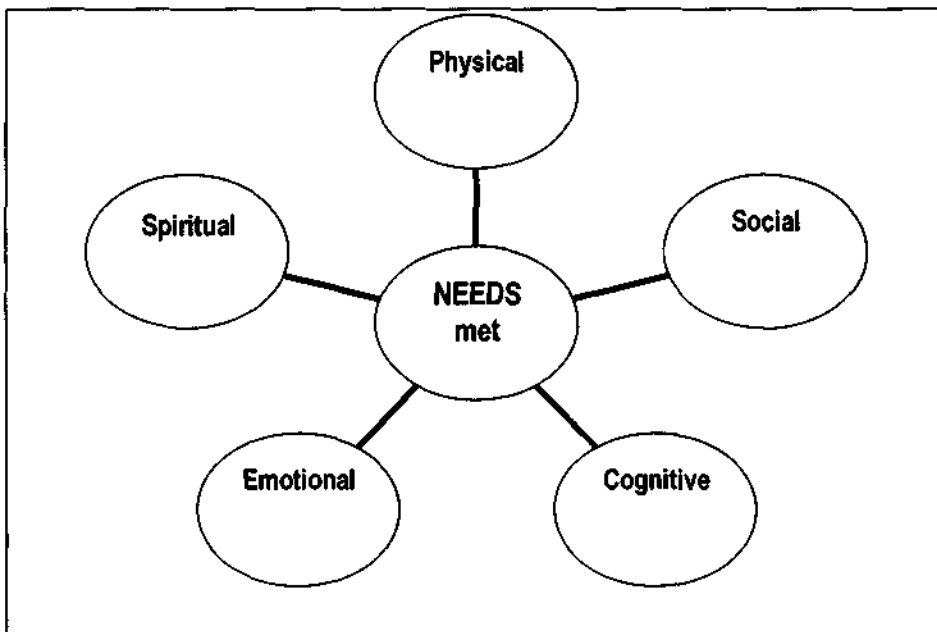 Physical
Spiritual
Social
NEEDS
met
Emotional
Cognitive